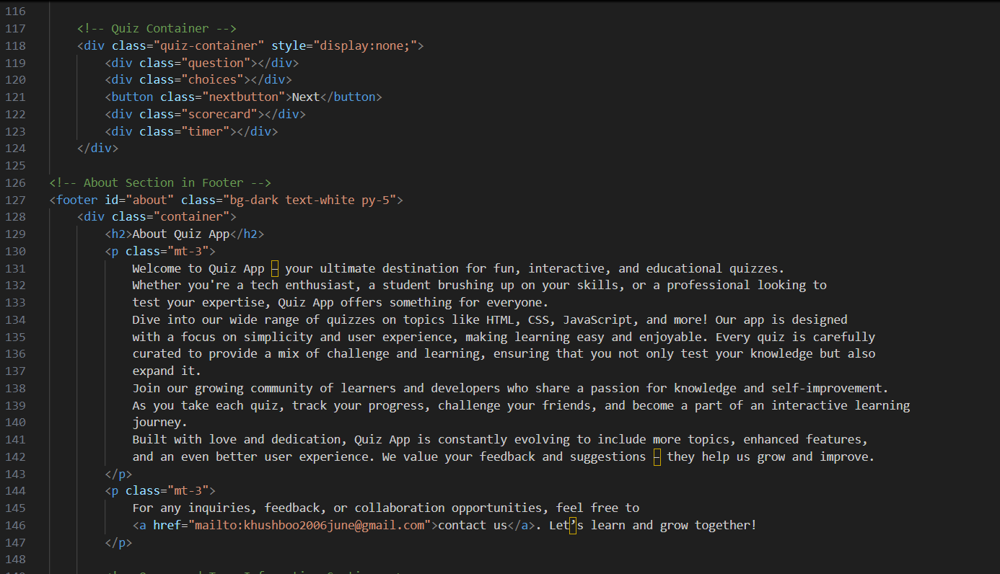 116
117 <!-- Quiz Container -->
118 <div class="quiz-container" style="display:none;">
119 <div class="question"></div>
120 <div class="choices"></div>
121 <button class="nextbutton">Next</button>
122 <div class="scorecard"></div>
123 <div class="timer"></div>
124 </div>
125
126 <!-- About Section in Footer -->
127 <footer id="about" class="bg-dark text-white py-5">
128 <div class="container">
129 <h2>About Quiz App</h2>
130 <p class="mt-3">
131 Welcome to Quiz App – your ultimate destination for fun, interactive, and educational quizzes.
132 Whether you're a tech enthusiast, a student brushing up on your skills, or a professional looking to
133 test your expertise, Quiz App offers something for everyone.
134 Dive into our wide range of quizzes on topics like HTML, CSS, JavaScript, and more! Our app is designed
135 with a focus on simplicity and user experience, making learning easy and enjoyable. Every quiz is carefully
136 curated to provide a mix of challenge and learning, ensuring that you not only test your knowledge but also
137 expand it.
138 Join our growing community of learners and developers who share a passion for knowledge and self-improvement.
139 As you take each quiz, track your progress, challenge your friends, and become a part of an interactive learning
140 journey.
141 Built with love and dedication, Quiz App is constantly evolving to include more topics, enhanced features,
142 and an even better user experience. We value your feedback and suggestions – they help us grow and improve.
143 </p>
144 <p class="mt-3">
145 For any inquiries, feedback, or collaboration opportunities, feel free to
146 <a href="mailto:khushboo2006june@gmail.com">contact us</a>. Let’s learn and grow together!
147 </p>
148